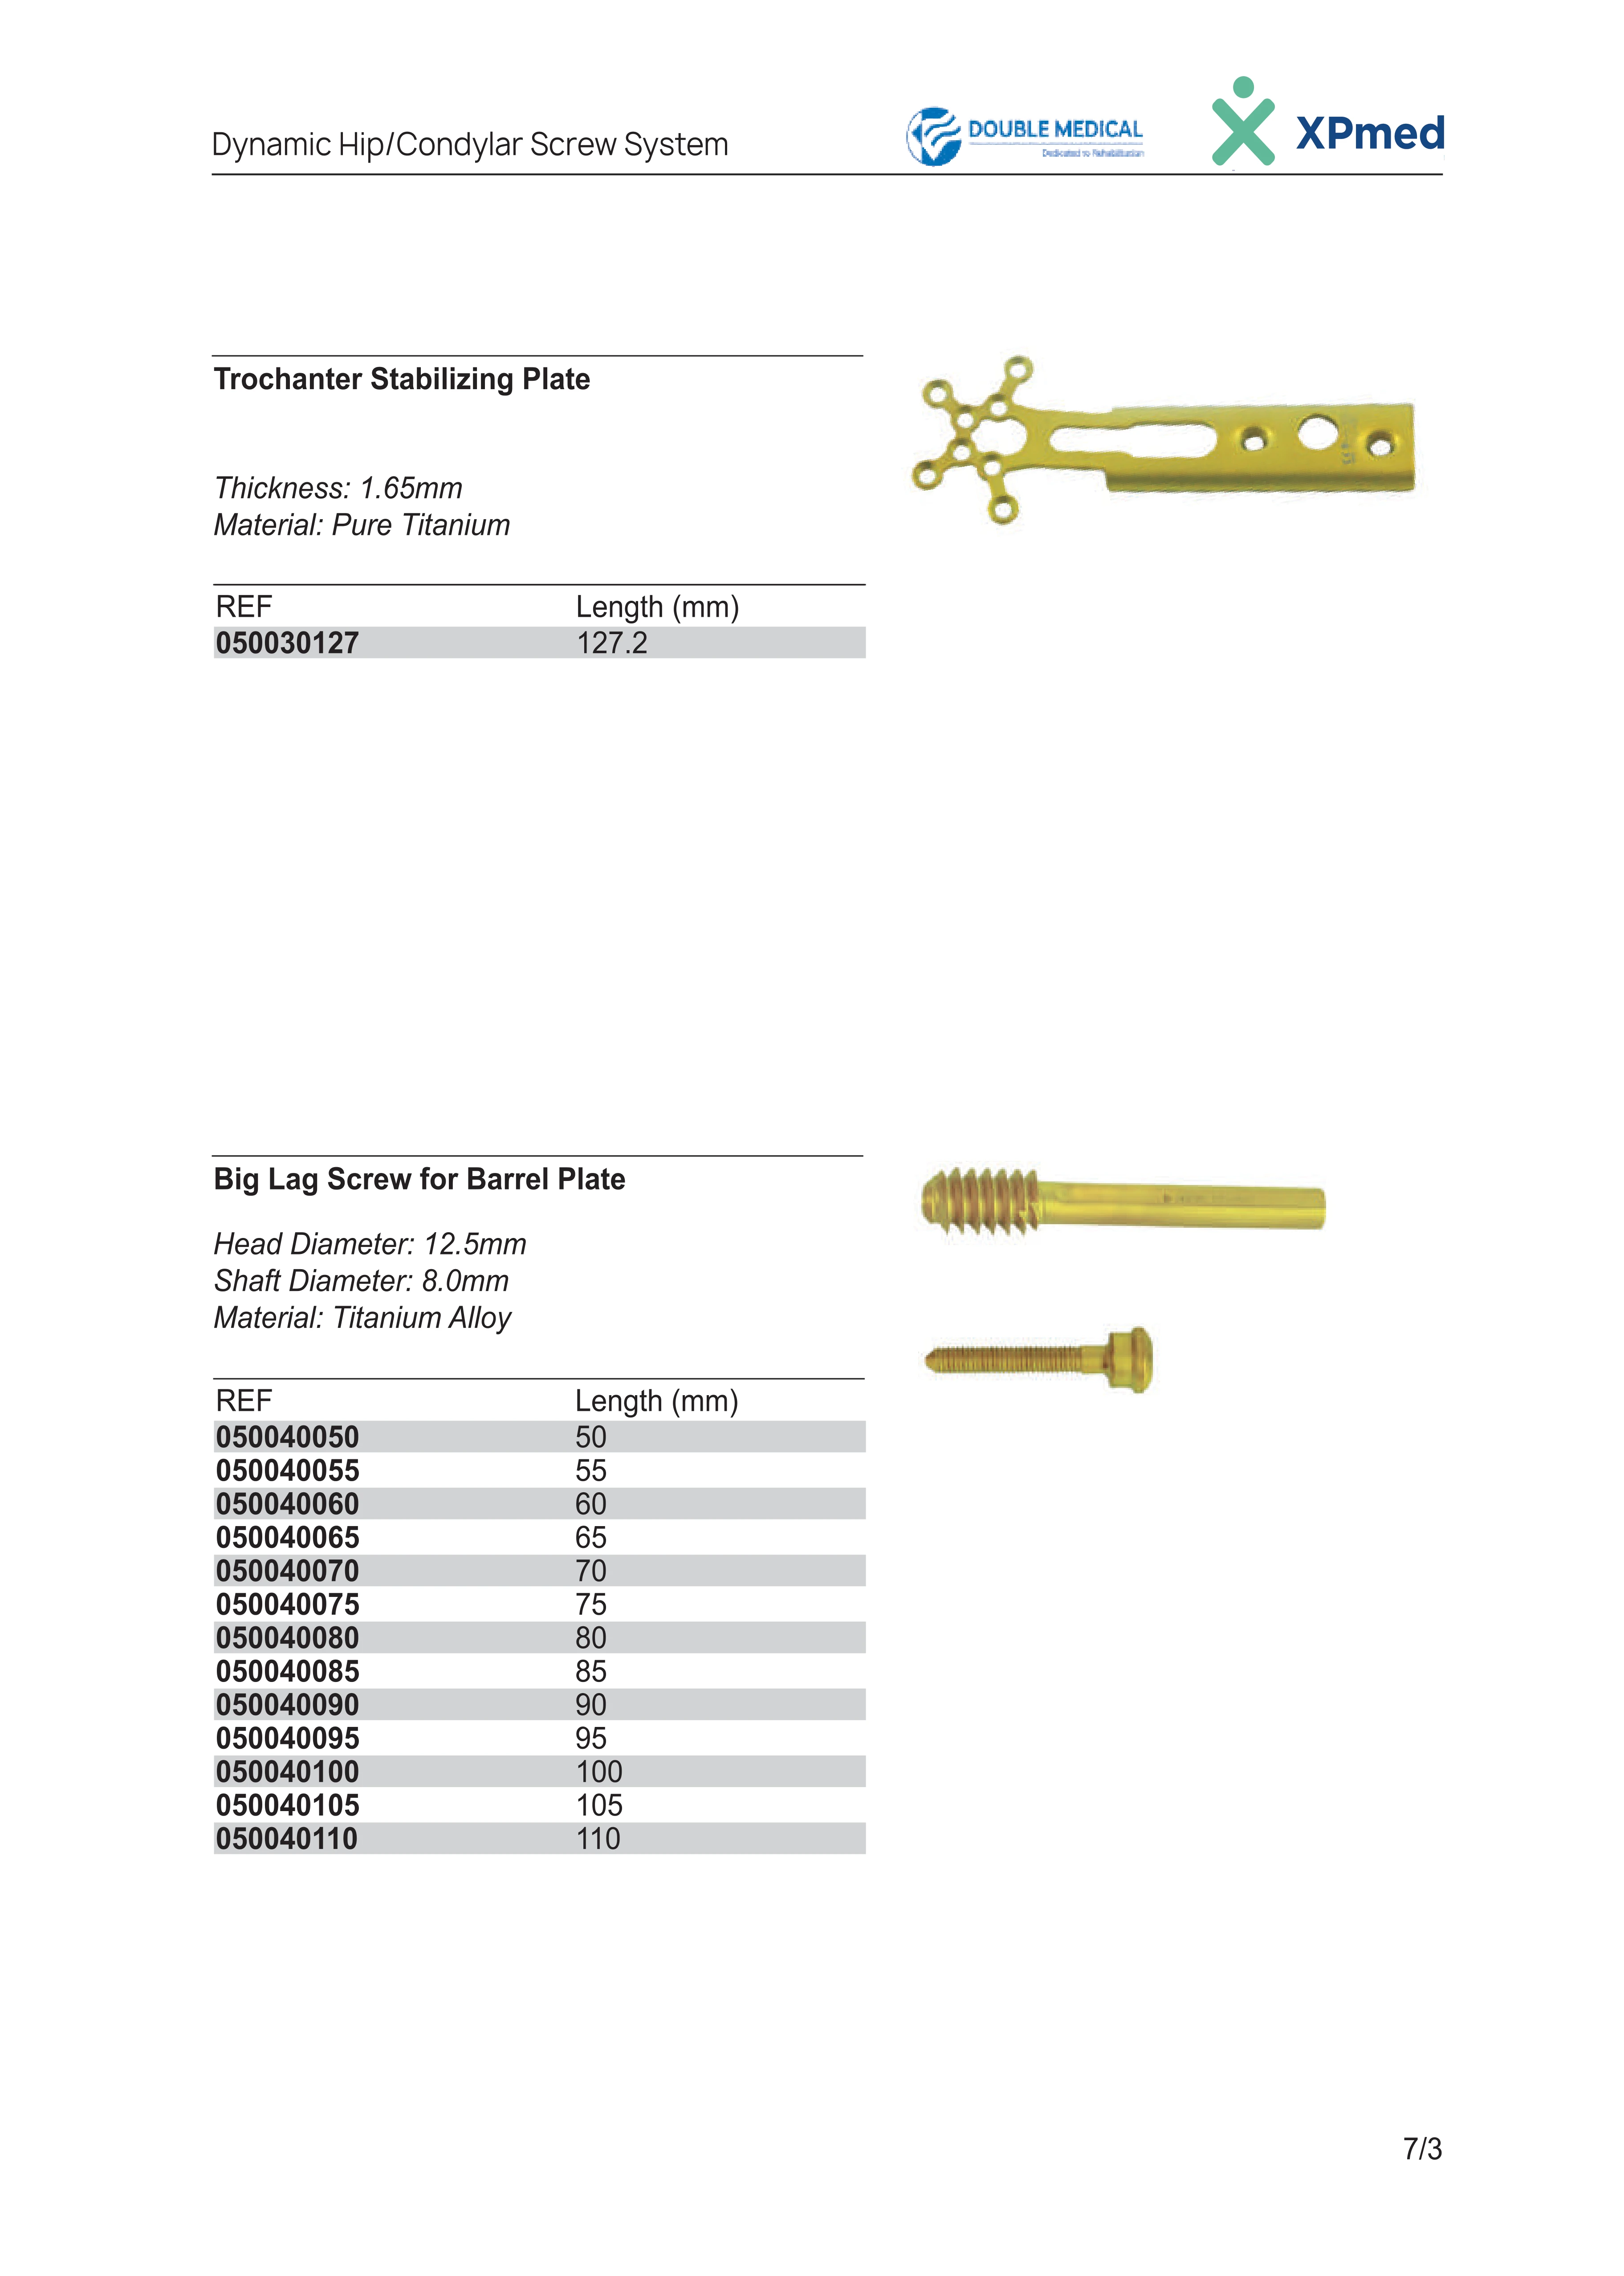 Dynamic Hip/Condylar Screw System
DOUBLE MEDICAL
Dedicated to Rehabilitation
XPmed
Trochanter Stabilizing Plate
Thickness: 1.65mm
Material: Pure Titanium
REF Length (mm)
050030127 127.2
Big Lag Screw for Barrel Plate
Head Diameter: 12.5mm
Shaft Diameter: 8.0mm
Material: Titanium Alloy
REF Length (mm)
050040050 50
050040055 55
050040060 60
050040065 65
050040070 70
050040075 75
050040080 80
050040085 85
050040090 90
050040095 95
050040100 100
050040105 105
050040110 110
7/3